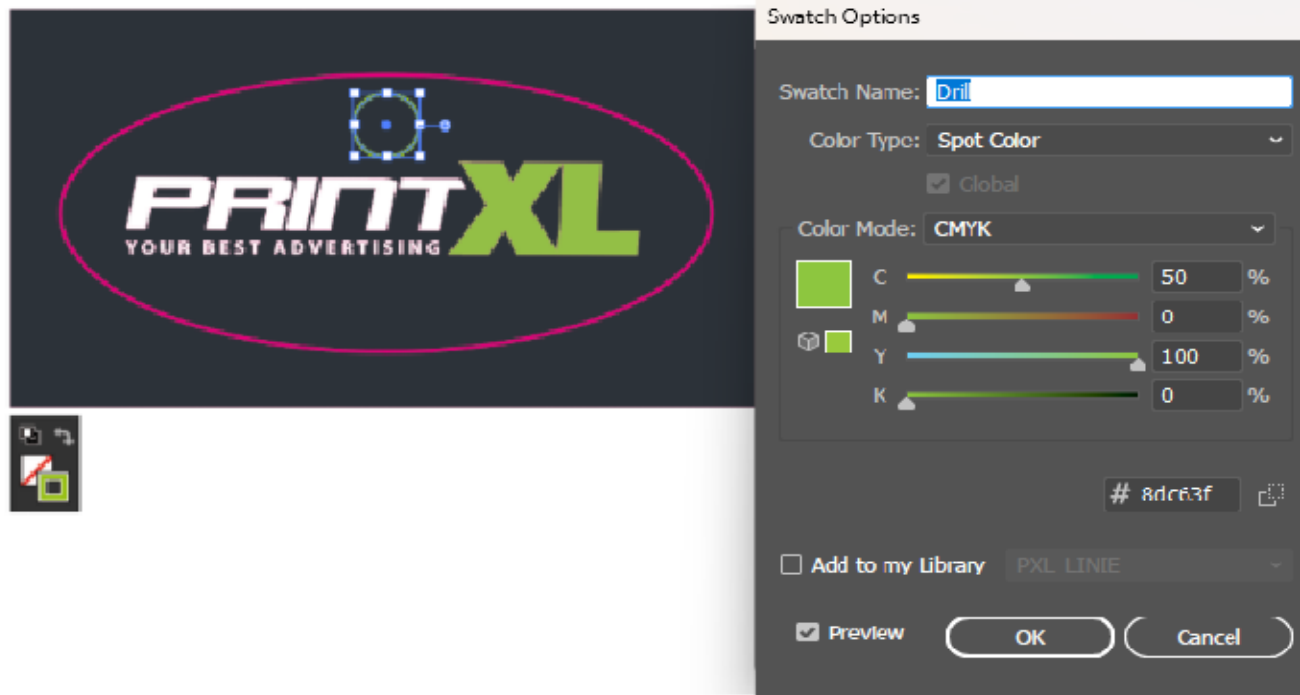 PRINTXL
YOUR BEST ADVERTISING
Swatch Options
Swatch Name: Drill
Color Type: Spot Color
Global
Color Mode: CMYK
C 50 %
M 0 %
Y 100 %
K 0 %
# 8dc63f
Add to my Library PXL LINIE
Preview OK Cancel